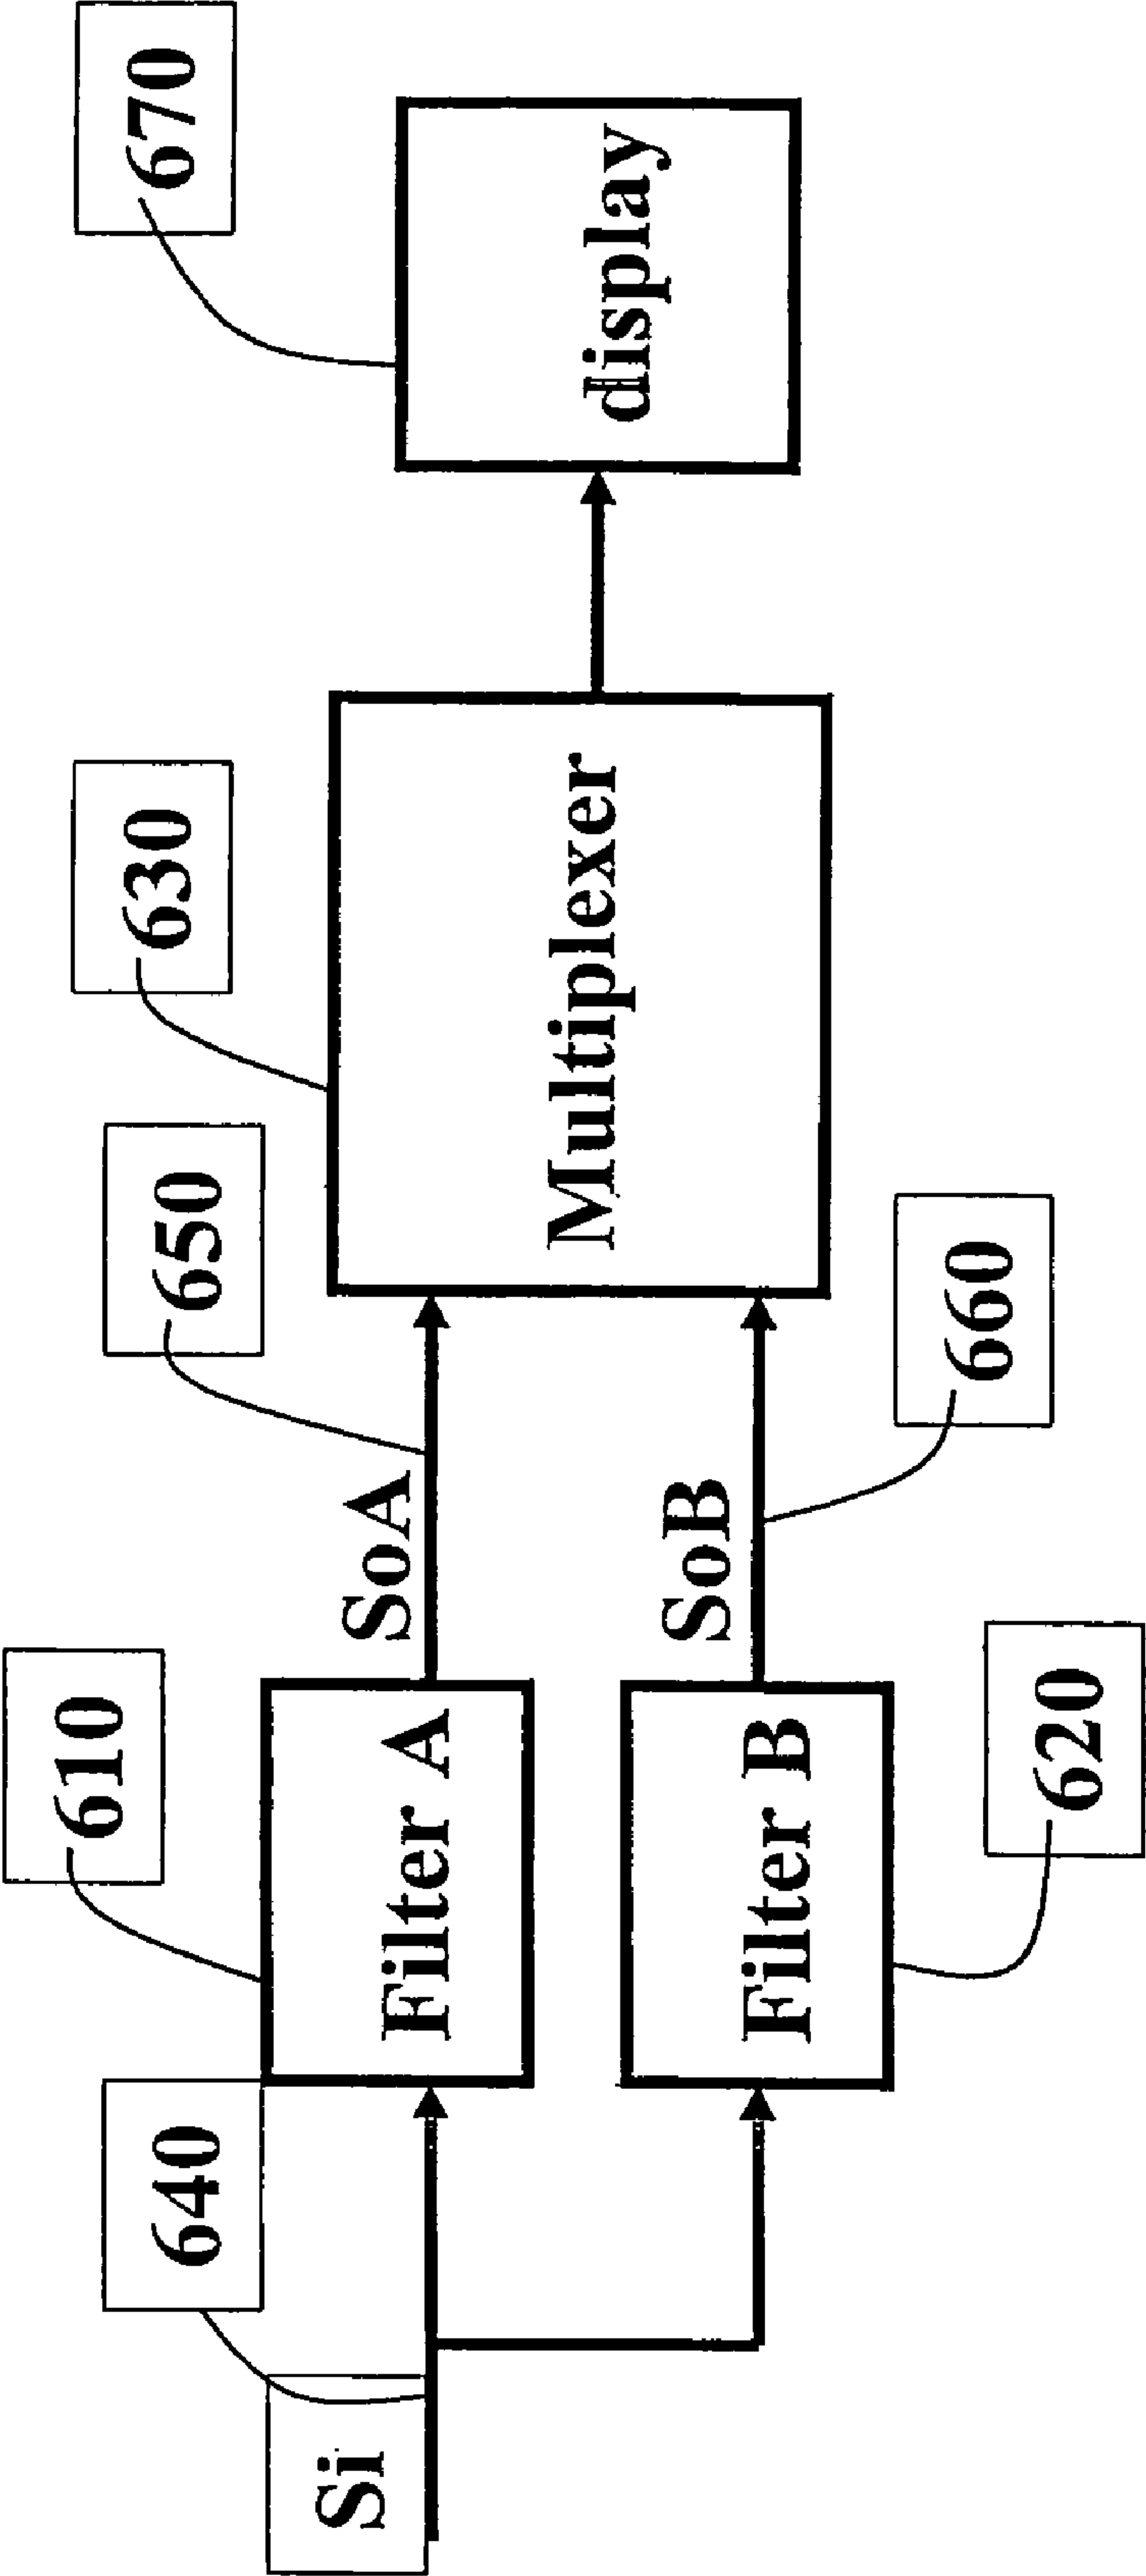 640
Si
610
Filter A
SoA
650
630
Multiplexer
670
display
Filter B
620
SoB
660